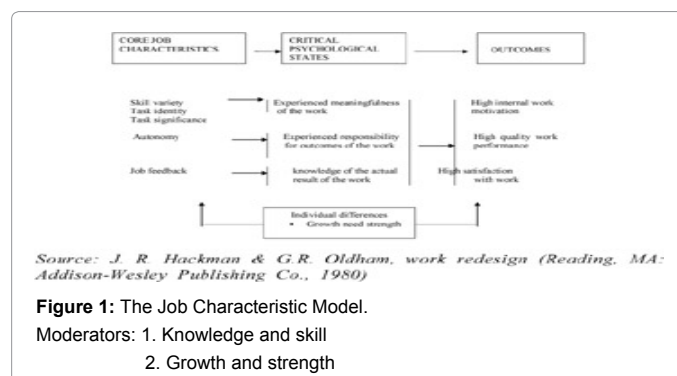 CORE JOB
CHARACTERISTICS
CRITICAL
PSYCHOLOGICAL
STATES
OUTCOMES
Skill variety
Task identity
Task significance
Experienced meaningfulness
of the work
High internal work
motivation
Autonomy
Experienced responsibility
for outcomes of the work
High quality work
performance
Job feedback
knowledge of the actual
result of the work
High satisfaction
with work
Individual differences
• Growth need strength
Source: J. R. Hackman & G.R. Oldham, work redesign (Reading, MA:
Addison-Wesley Publishing Co., 1980)
Figure 1: The Job Characteristic Model.
Moderators: 1. Knowledge and skill
2. Growth and strength